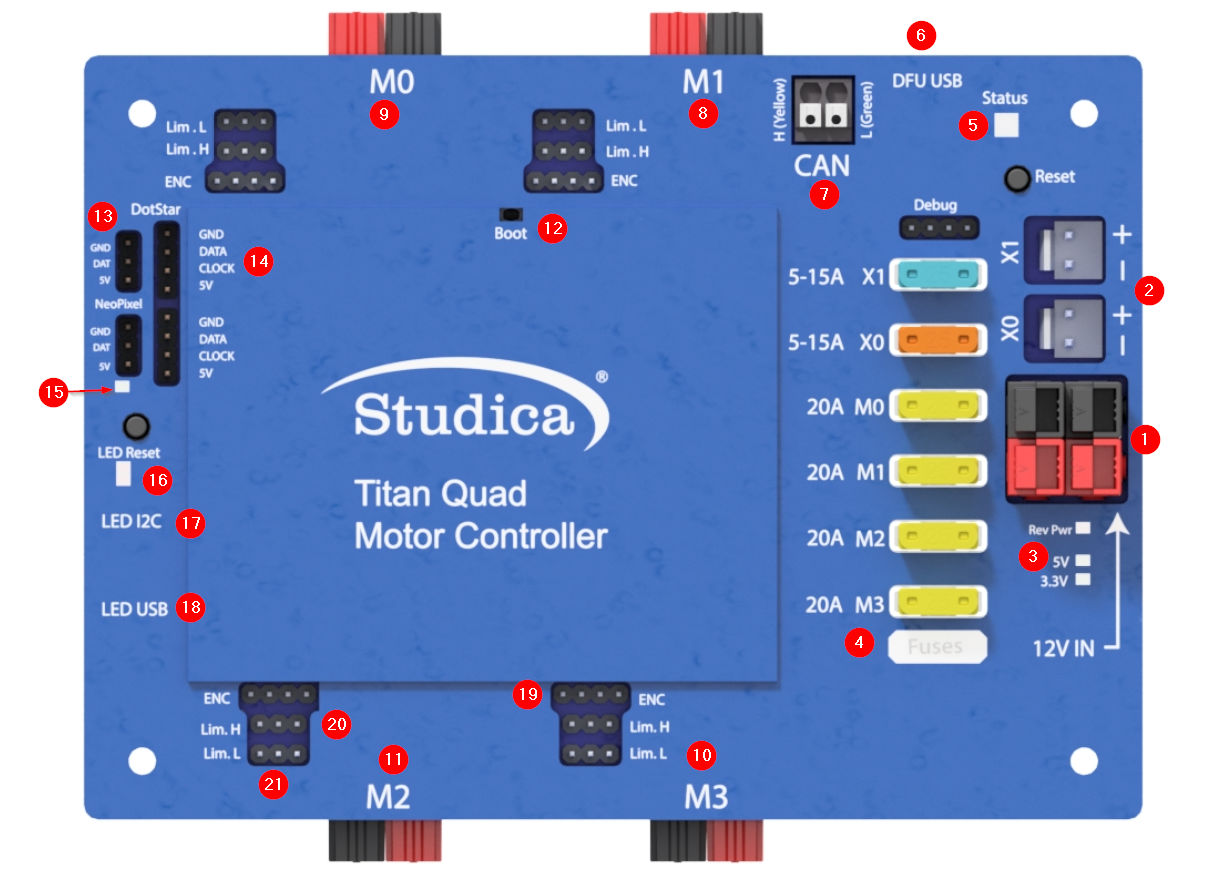 6
M0
M1
DFU USB
9
8
H (Yellow)
L (Green)
Status
5
Lim . L
Lim . H
ENC
Lim . L
Lim . H
ENC
CAN
7
Reset
13
DotStar
12
Boot
Debug
GND
DAT
5V
GND
DATA
CLOCK
5V
14
X1
+
–
2
5-15A X1
NeoPixel
GND
DAT
5V
GND
DATA
CLOCK
5V
X0
+
–
5-15A X0
15
Studica®
20A M0
1
LED Reset
16
Titan Quad
Motor Controller
20A M1
LED I2C
17
Rev Pwr
3
5V
3.3V
20A M2
LED USB
18
20A M3
4
Fuses
12V IN
ENC
Lim. H
Lim. L
20
21
19
ENC
Lim. H
Lim. L
11
10
M2
M3